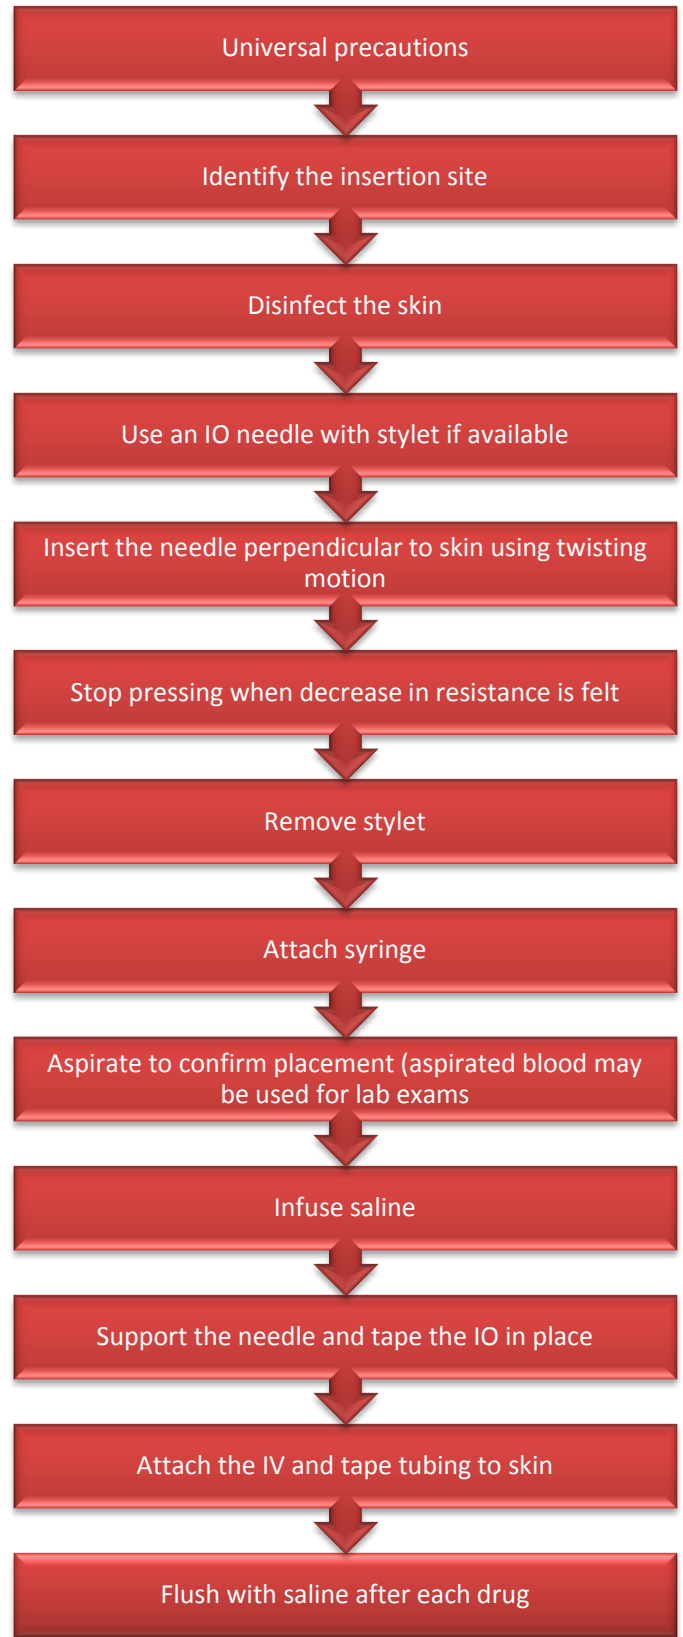 Universal precautions
Identify the insertion site
Disinfect the skin
Use an IO needle with stylet if available
Insert the needle perpendicular to skin using twisting
motion
Stop pressing when decrease in resistance is felt
Remove stylet
Attach syringe
Aspirate to confirm placement (aspirated blood may
be used for lab exams
Infuse saline
Support the needle and tape the IO in place
Attach the IV and tape tubing to skin
Flush with saline after each drug